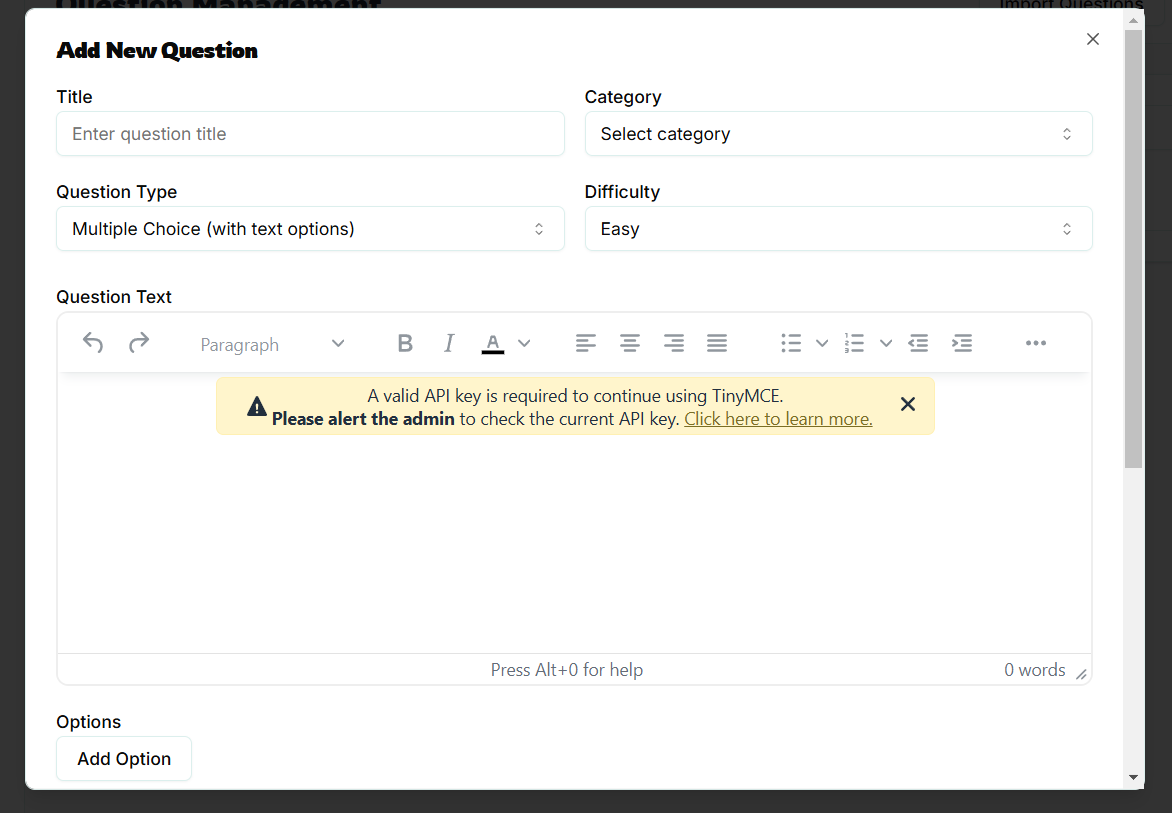 Question Management
Import Questions
Add New Question
Title
Category
Enter question title
Select category
Question Type
Difficulty
Multiple Choice (with text options)
Easy
Question Text
Paragraph
B I A
A valid API key is required to continue using TinyMCE.
Please alert the admin to check the current API key. Click here to learn more.
Press Alt+0 for help
0 words
Options
Add Option